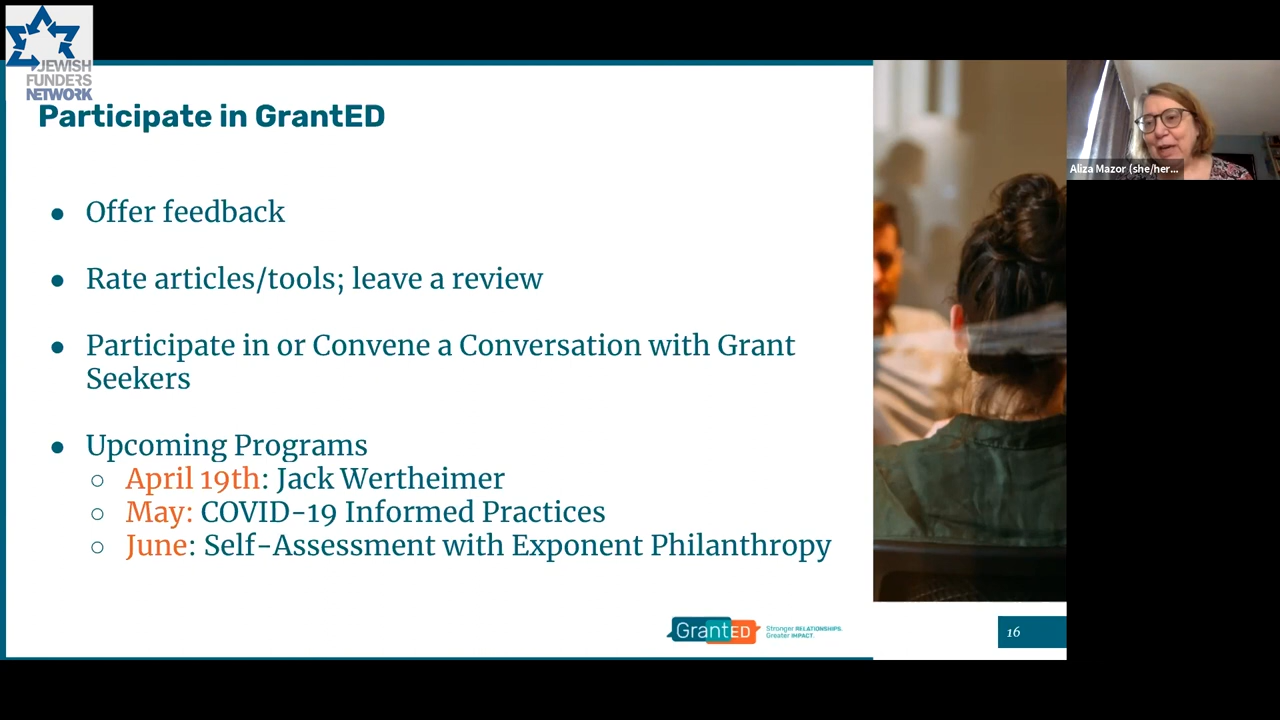 JEWISH
FUNDERS
NETWORK
Participate in GrantED
Aliza Mazor (she/her...
● Offer feedback
● Rate articles/tools; leave a review
● Participate in or Convene a Conversation with Grant
Seekers
● Upcoming Programs
○ April 19th: Jack Wertheimer
○ May: COVID-19 Informed Practices
○ June: Self-Assessment with Exponent Philanthropy
GrantED
Stronger RELATIONSHIPS.
Greater IMPACT.
16